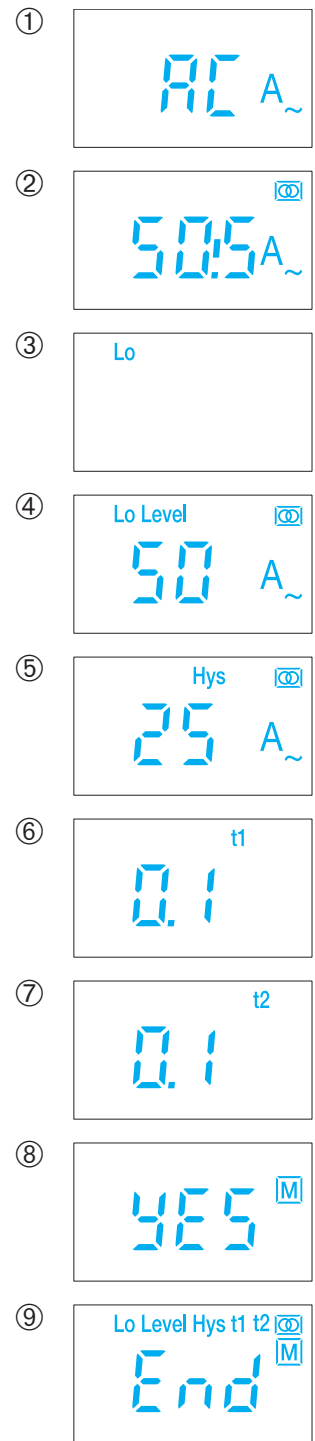 ①
AC A~
②
50:5 A~
③
Lo
④
Lo Level
50 A~
⑤
Hys
25 A~
⑥
t1
0.1
⑦
t2
0.1
⑧
YES M
⑨
Lo Level Hys t1 t2
M
End